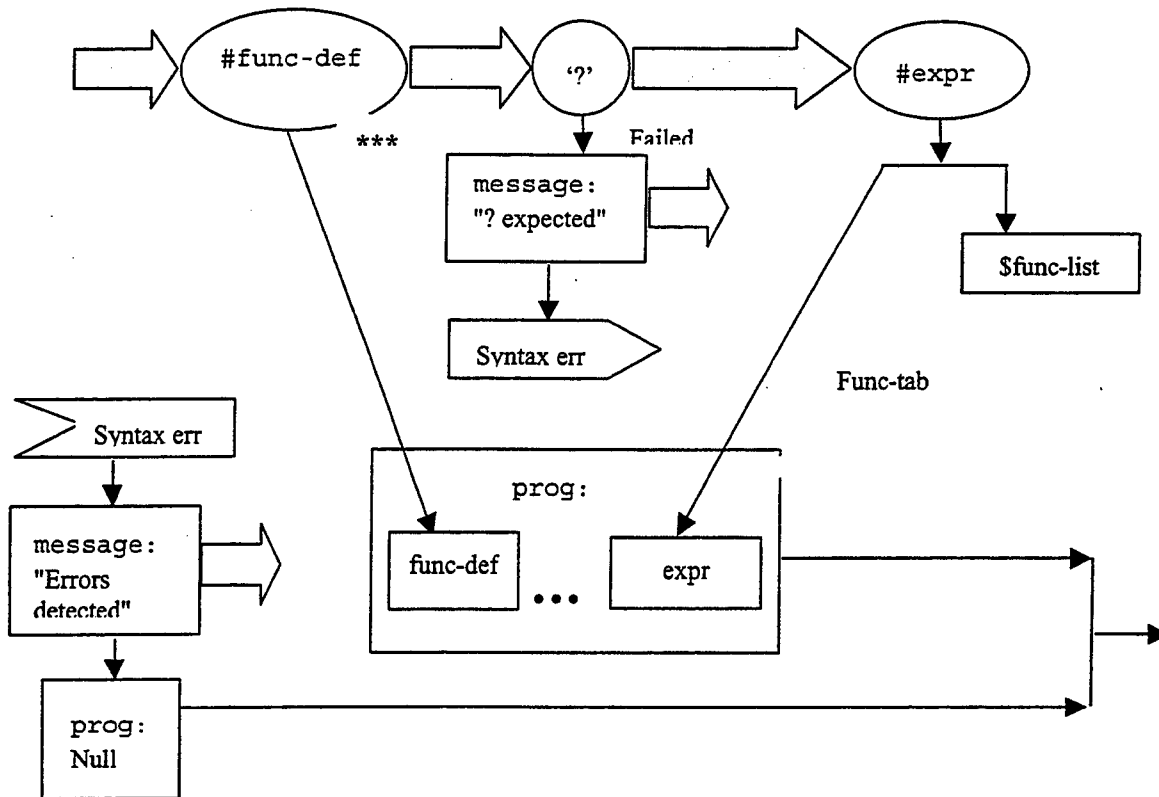 #func-def
'?'
#expr
***
Failed
message:
"? expected"
$func-list
Syntax err
Func-tab
Syntax err
prog:
message:
"Errors
detected"
func-def
•••
expr
prog:
Null